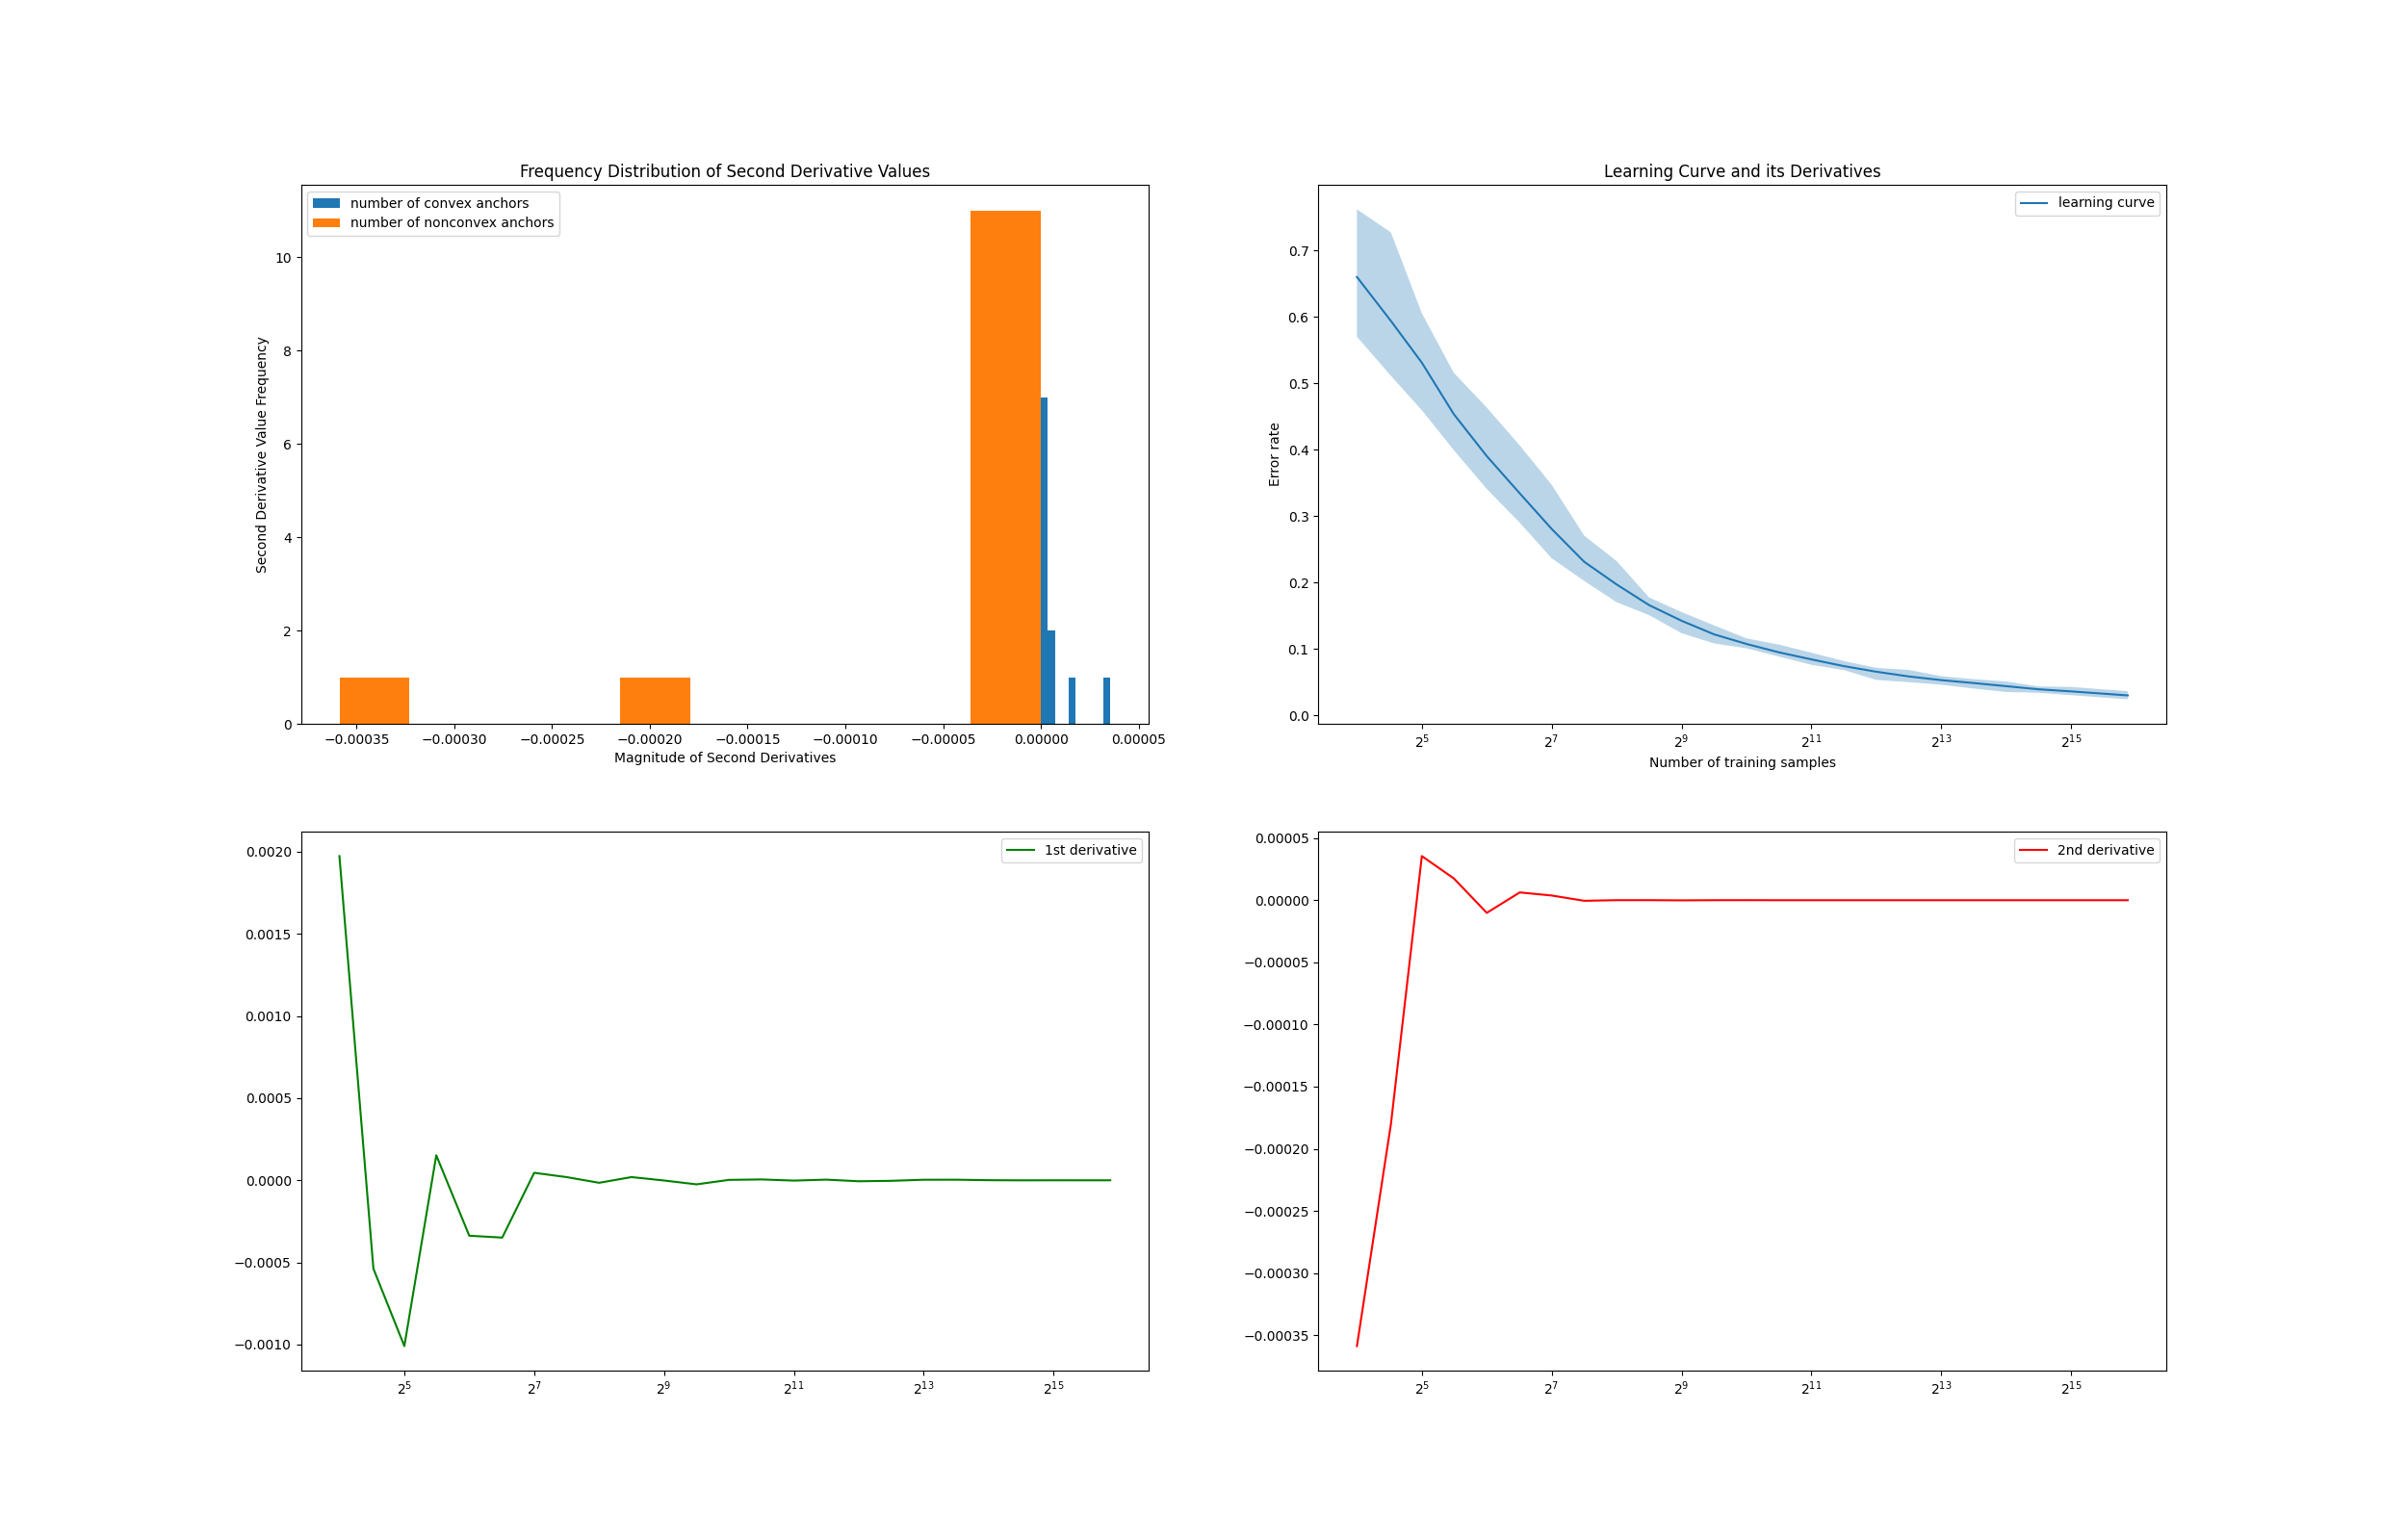 Frequency Distribution of Second Derivative Values
number of convex anchors
number of nonconvex anchors
10
8
6
4
2
0
Second Derivative Value Frequency
−0.00035 −0.00030 −0.00025 −0.00020 −0.00015 −0.00010 −0.00005 0.00000 0.00005
Magnitude of Second Derivatives
Learning Curve and its Derivatives
learning curve
0.7
0.6
0.5
0.4
0.3
0.2
0.1
0.0
Error rate
2^5 2^7 2^9 2^11 2^13 2^15
Number of training samples
1st derivative
0.0020
0.0015
0.0010
0.0005
0.0000
−0.0005
−0.0010
2^5 2^7 2^9 2^11 2^13 2^15
2nd derivative
0.00005
0.00000
−0.00005
−0.00010
−0.00015
−0.00020
−0.00025
−0.00030
−0.00035
2^5 2^7 2^9 2^11 2^13 2^15